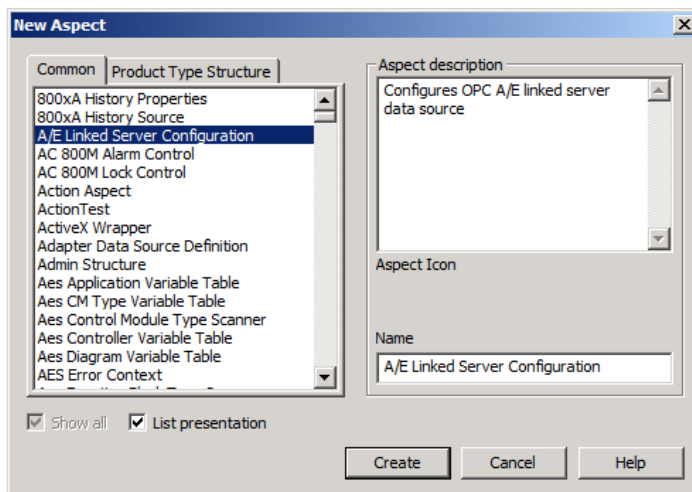 New Aspect
Common
Product Type Structure
800xA History Properties
800xA History Source
A/E Linked Server Configuration
AC 800M Alarm Control
AC 800M Lock Control
Action Aspect
ActionTest
ActiveX Wrapper
Adapter Data Source Definition
Admin Structure
Aes Application Variable Table
Aes CM Type Variable Table
Aes Control Module Type Scanner
Aes Controller Variable Table
Aes Diagram Variable Table
AES Error Context
Aspect description
Configures OPC A/E linked server
data source
Aspect Icon
Name
A/E Linked Server Configuration
Show all
List presentation
Create
Cancel
Help